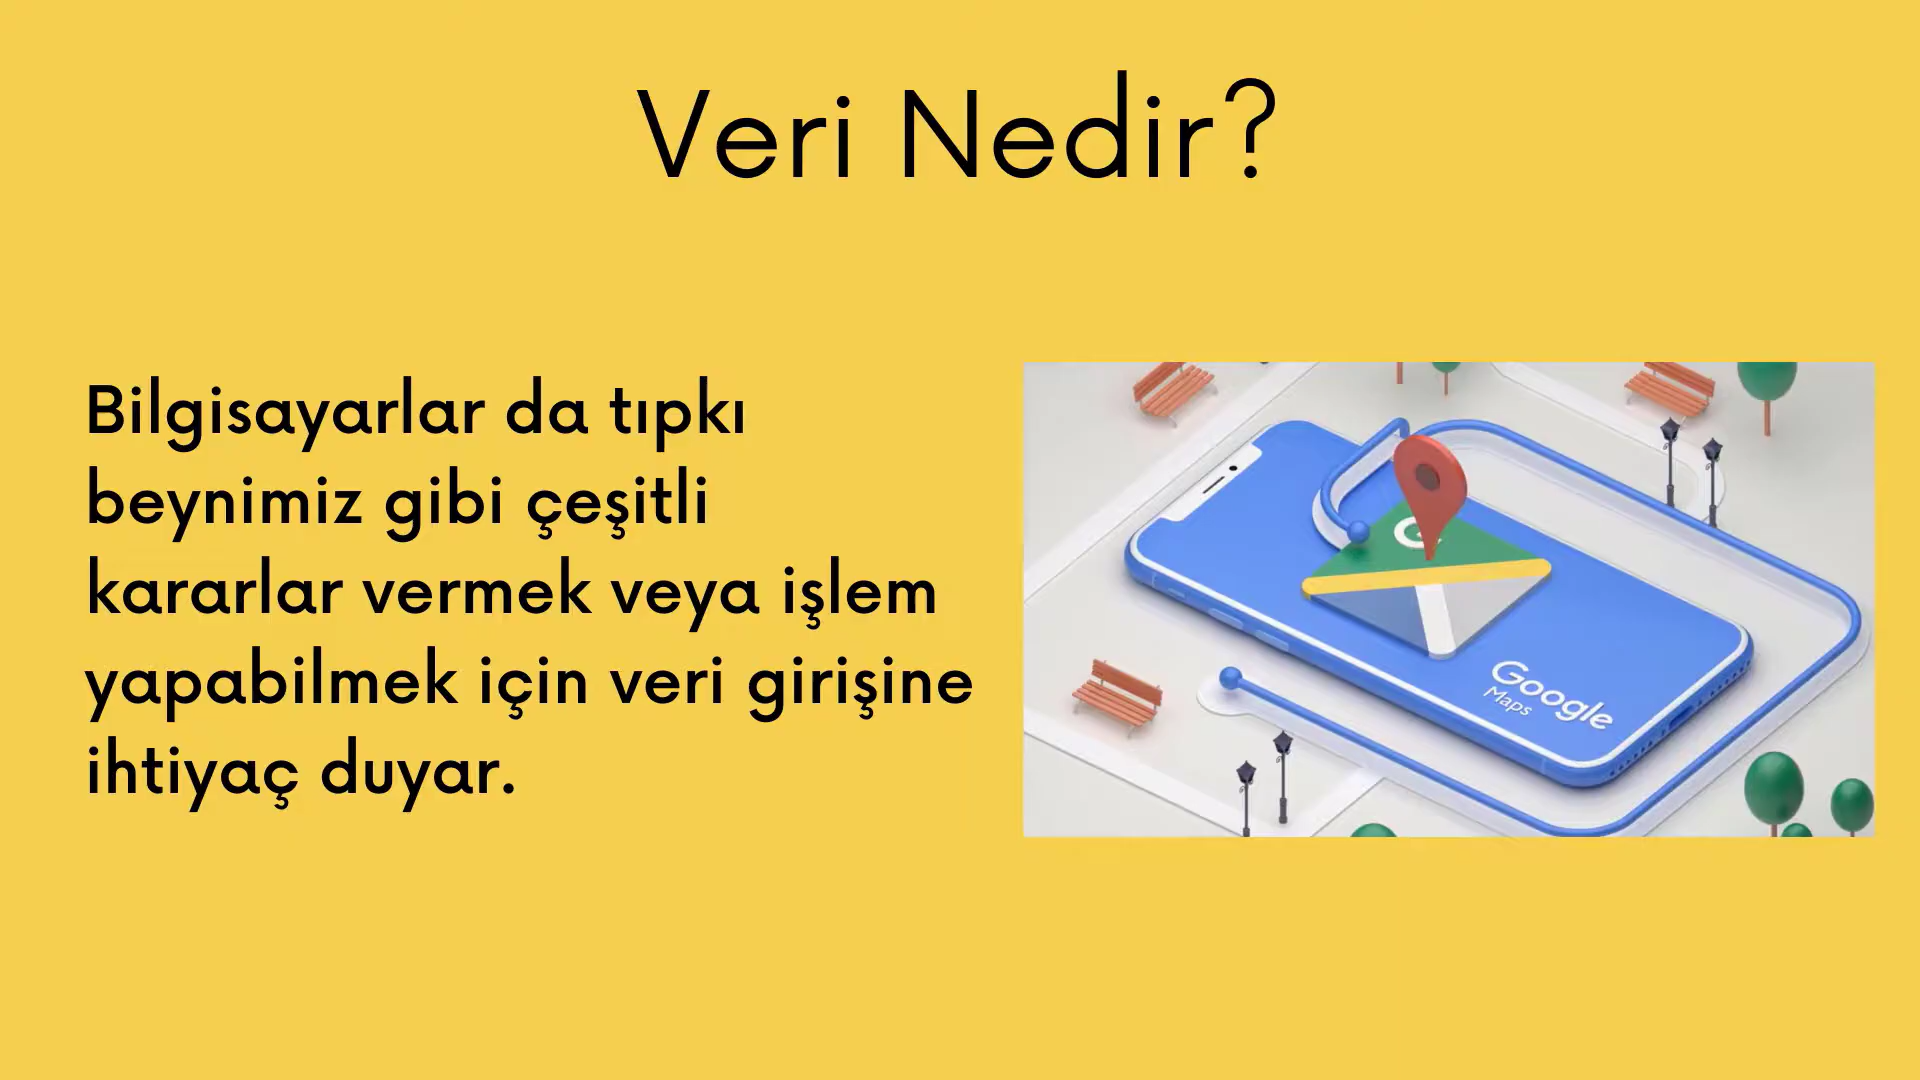 Veri Nedir?
Bilgisayarlar da tıpkı
beynimiz gibi çeşitli
kararlar vermek veya işlem
yapabilmek için veri girişine
ihtiyaç duyar.
G
Google
Maps